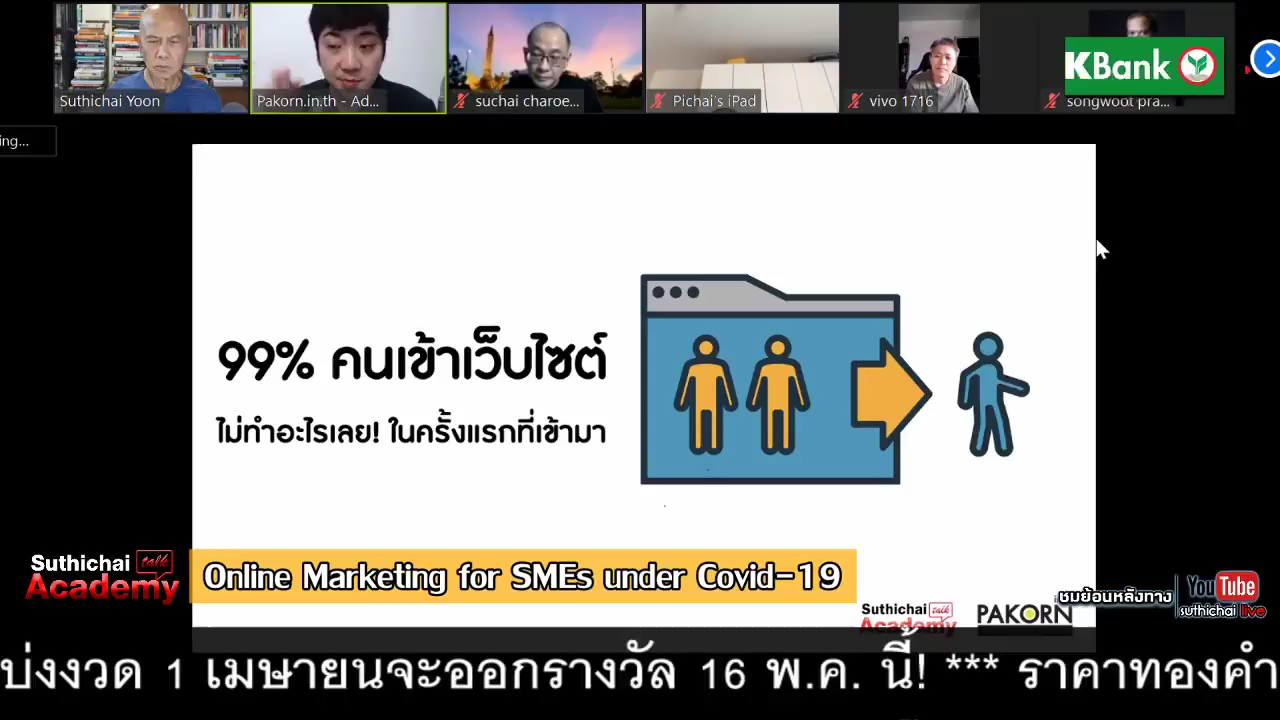 KBank
Suthichai Yoon
Pakorn.in.th - Ad...
suchai charoe...
Pichai's iPad
vivo 1716
songwoot pra...
ing...
99% คนเข้าเว็บไซต์
ไม่ทำอะไรเลย! ในครั้งแรกที่เข้ามา
Suthichai talk
Academy
Online Marketing for SMEs under Covid-19
ชมย้อนหลังทาง
YouTube
suthichai live
Suthichai talk
Academy
PAKORN
บ่งงวด 1 เมษายนจะออกรางวัล 16 พ.ค. นี้! *** ราคาทองคำ